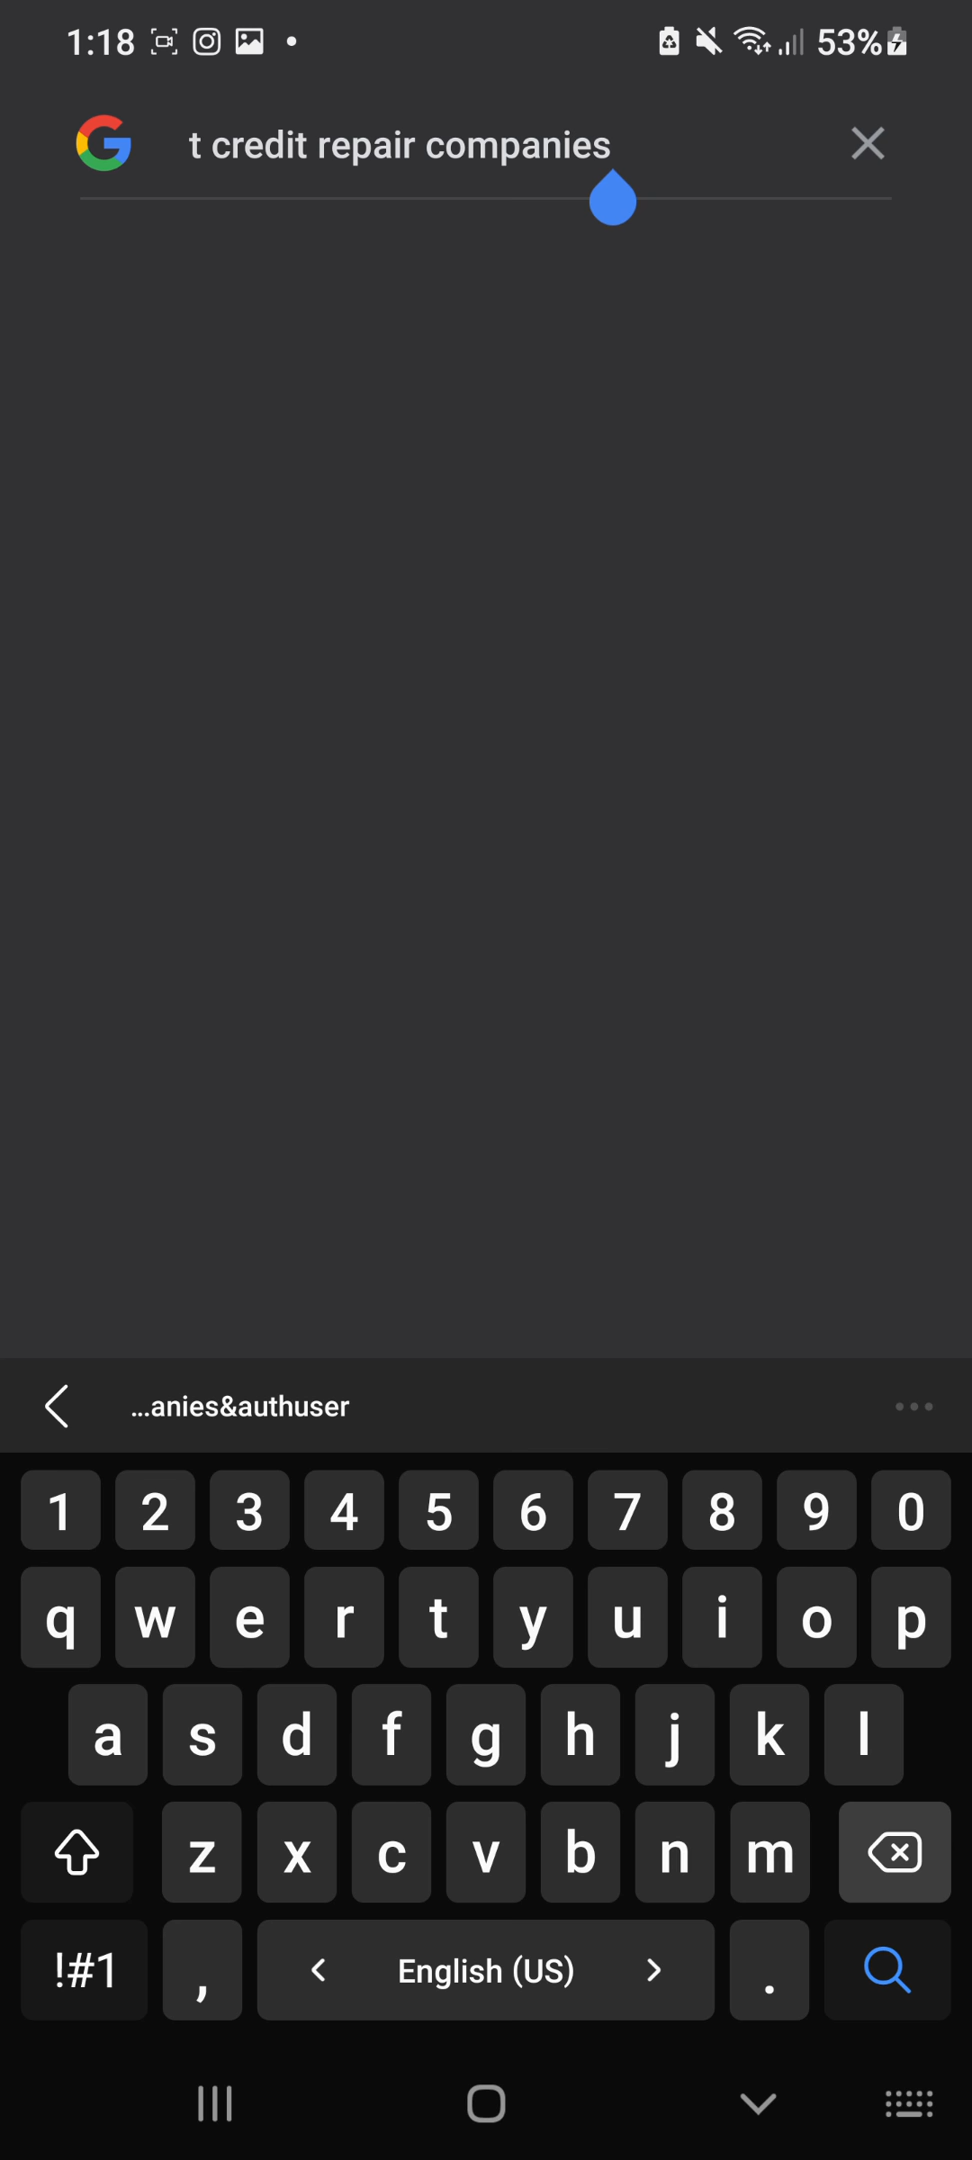 1:18
53%
t credit repair companies
...anies&authuser
1 2 3 4 5 6 7 8 9 0
q w e r t y u i o p
a s d f g h j k l
z x c v b n m
!#1 , English (US) .